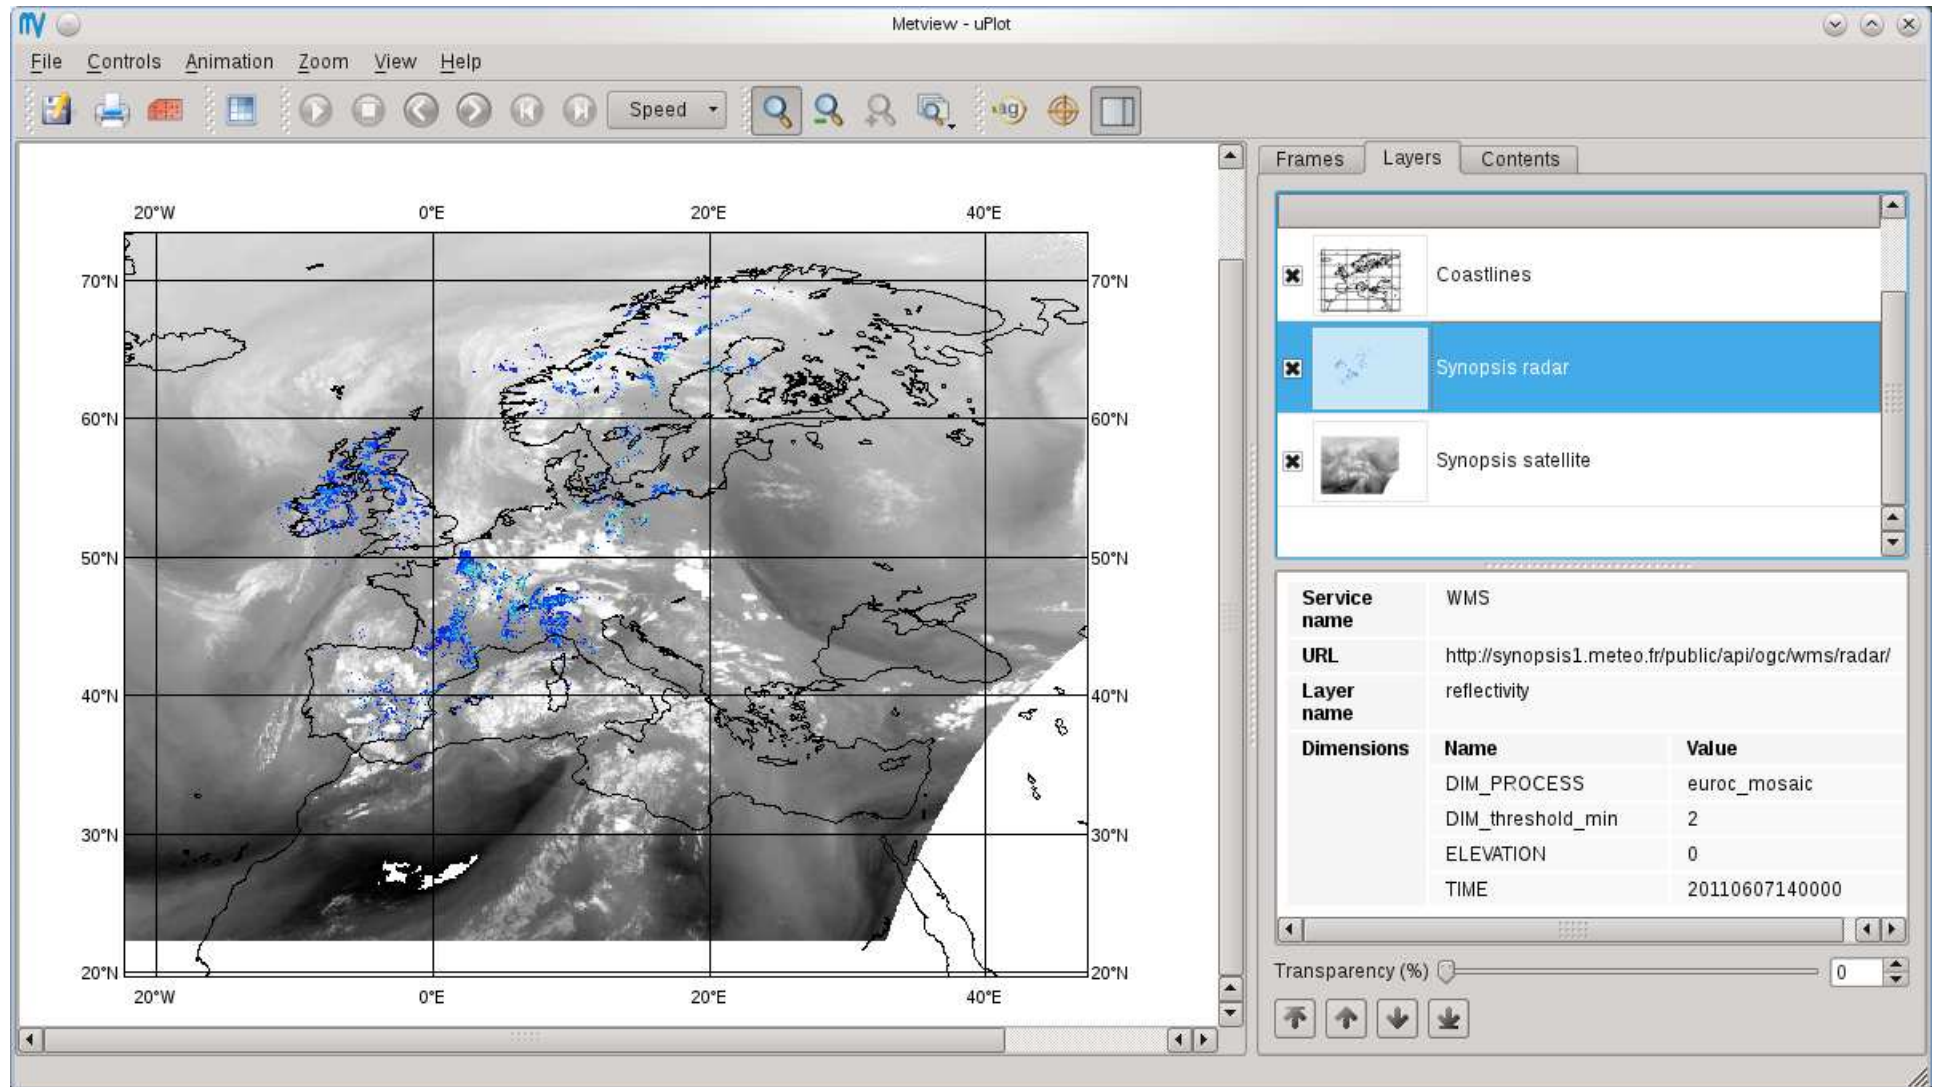 Metview - uPlot
File Controls Animation Zoom View Help
Speed
Frames Layers Contents
20°W 0°E 20°E 40°E
70°N 70°N
60°N 60°N
50°N 50°N
40°N 40°N
30°N 30°N
20°N 20°N
20°W 0°E 20°E 40°E
Coastlines
Synopsis radar
Synopsis satellite
Service name WMS
URL http://synopsis1.meteo.fr/public/api/ogc/wms/radar/
Layer name reflectivity
Dimensions Name Value
DIM_PROCESS euroc_mosaic
DIM_threshold_min 2
ELEVATION 0
TIME 20110607140000
Transparency (%) 0